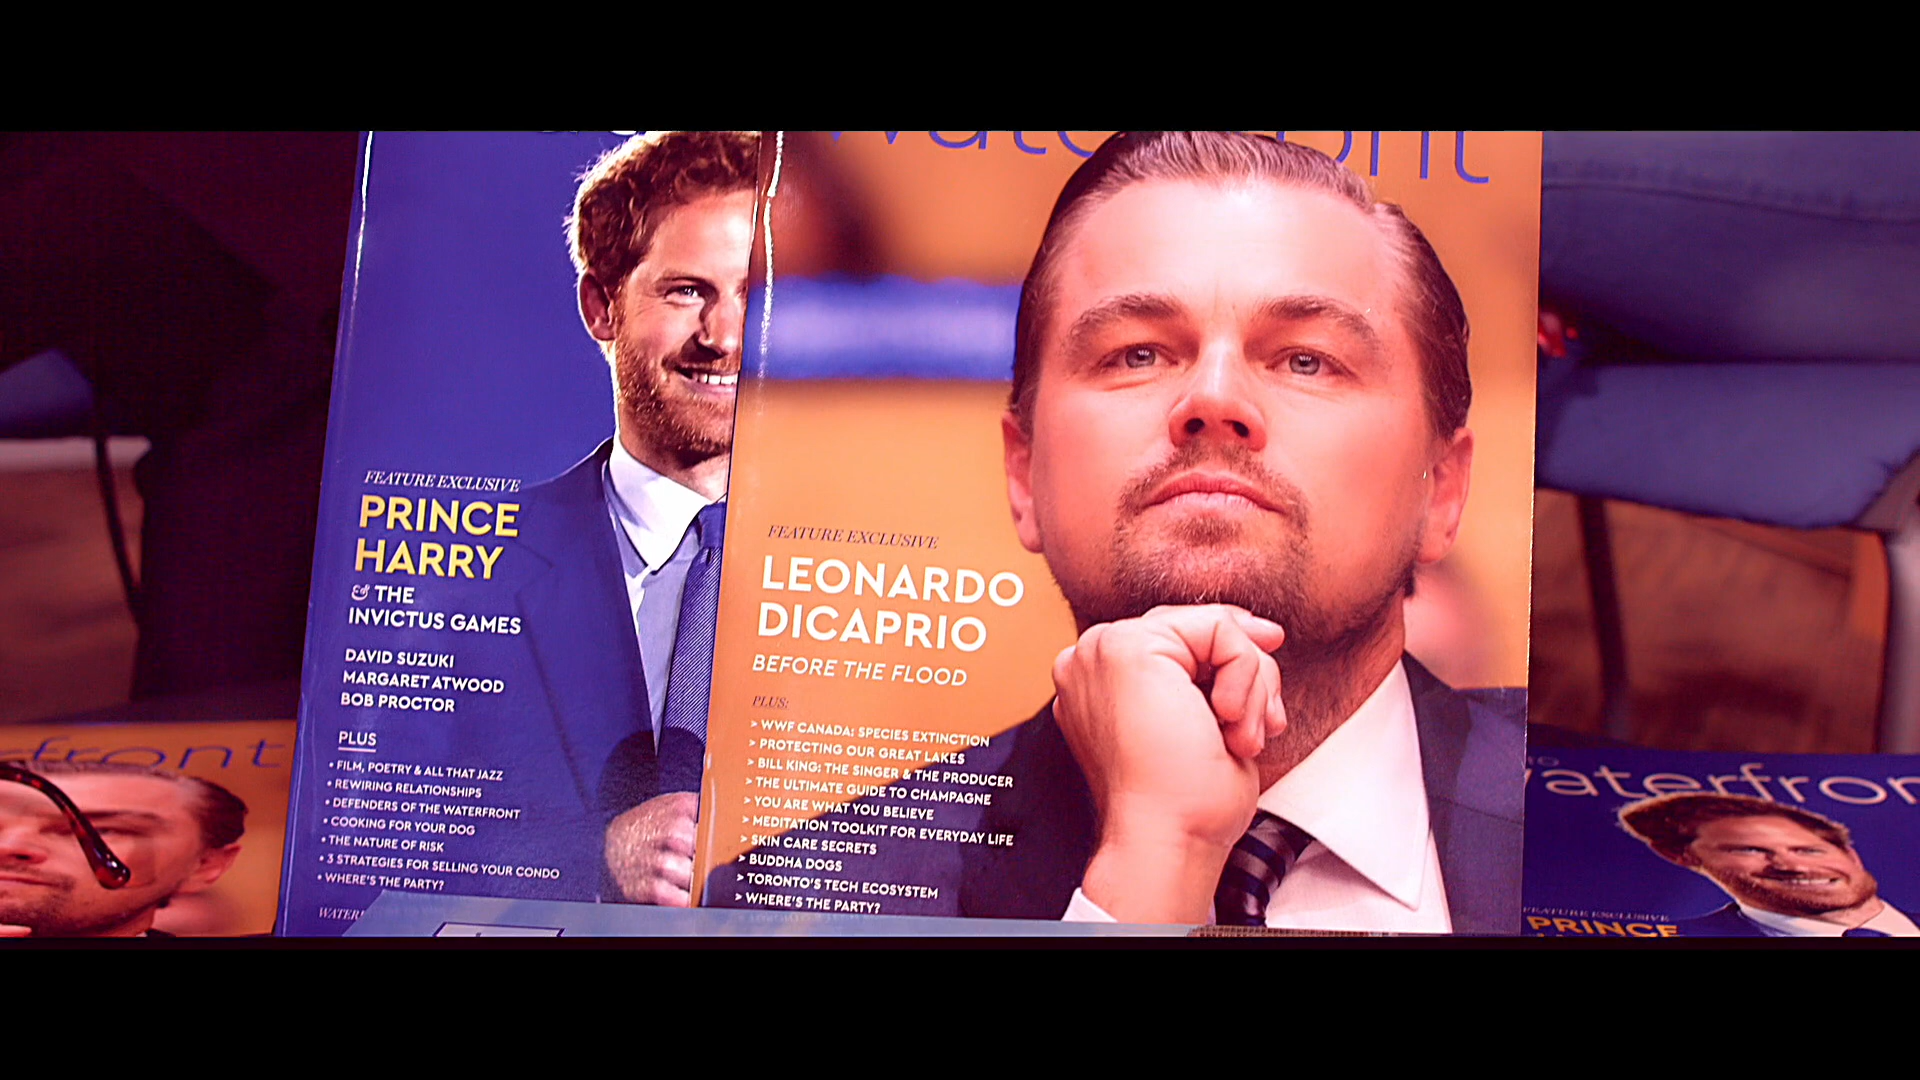 FEATURE EXCLUSIVE
PRINCE
HARRY
& THE
INVICTUS GAMES
DAVID SUZUKI
MARGARET ATWOOD
BOB PROCTOR
PLUS
• FILM, POETRY & ALL THAT JAZZ
• REWIRING RELATIONSHIPS
• DEFENDERS OF THE WATERFRONT
• COOKING FOR YOUR DOG
• THE NATURE OF RISK
• 3 STRATEGIES FOR SELLING YOUR CONDO
• WHERE'S THE PARTY?
FEATURE EXCLUSIVE
LEONARDO
DICAPRIO
BEFORE THE FLOOD
PLUS:
> WWF CANADA: SPECIES EXTINCTION
> PROTECTING OUR GREAT LAKES
> BILL KING: THE SINGER & THE PRODUCER
> THE ULTIMATE GUIDE TO CHAMPAGNE
> YOU ARE WHAT YOU BELIEVE
> MEDITATION TOOLKIT FOR EVERYDAY LIFE
> SKIN CARE SECRETS
> BUDDHA DOGS
> TORONTO'S TECH ECOSYSTEM
> WHERE'S THE PARTY?
FEATURE EXCLUSIVE
PRINCE